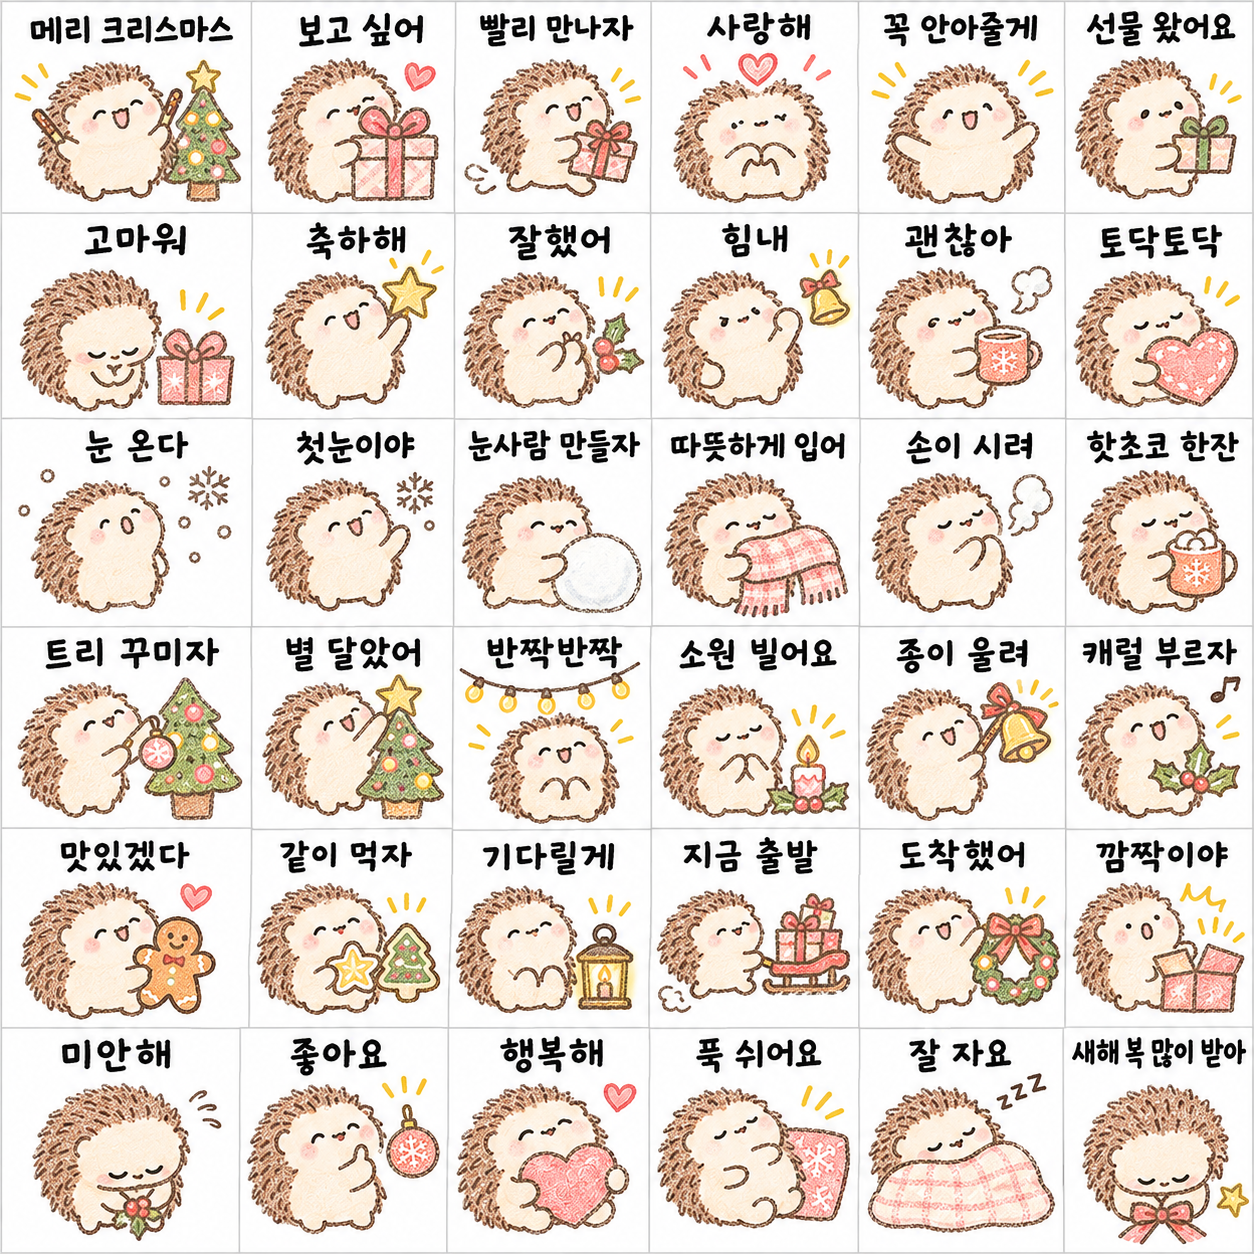 메리 크리스마스
보고 싶어
빨리 만나자
사랑해
꼭 안아줄게
선물 왔어요
고마워
축하해
잘했어
힘내
괜찮아
토닥토닥
눈 온다
첫눈이야
눈사람 만들자
따뜻하게 입어
손이 시려
핫초코 한잔
트리 꾸미자
별 달았어
반짝반짝
소원 빌어요
종이 울려
캐럴 부르자
맛있겠다
같이 먹자
기다릴게
지금 출발
도착했어
깜짝이야
미안해
좋아요
행복해
푹 쉬어요
잘 자요
zzz
새해 복 많이 받아